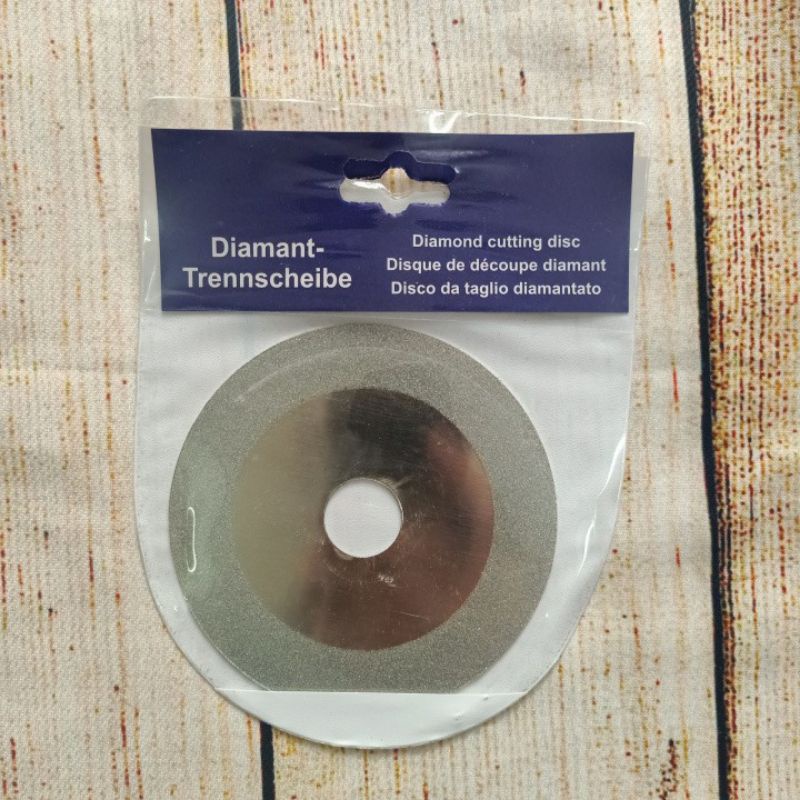 Diamant-
Trennscheibe
Diamond cutting disc
Disque de découpe diamant
Disco da taglio diamantato